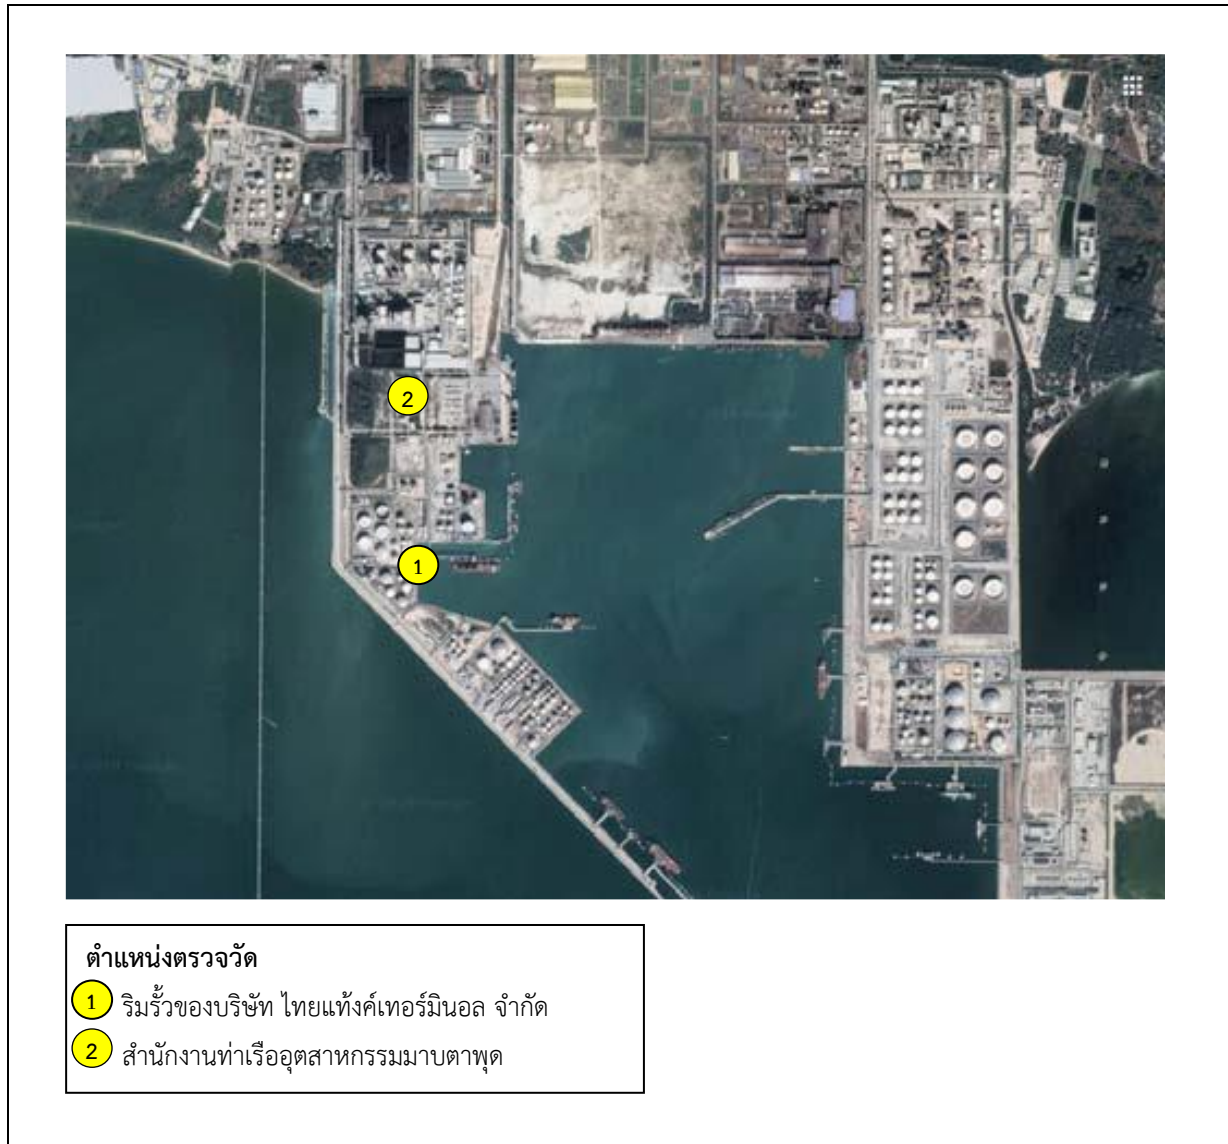 2
1
ตำแหน่งตรวจวัด
1 ริมรั้วของบริษัท ไทยแท้งค์เทอร์มินอล จำกัด
2 สำนักงานท่าเรืออุตสาหกรรมมาบตาพุด